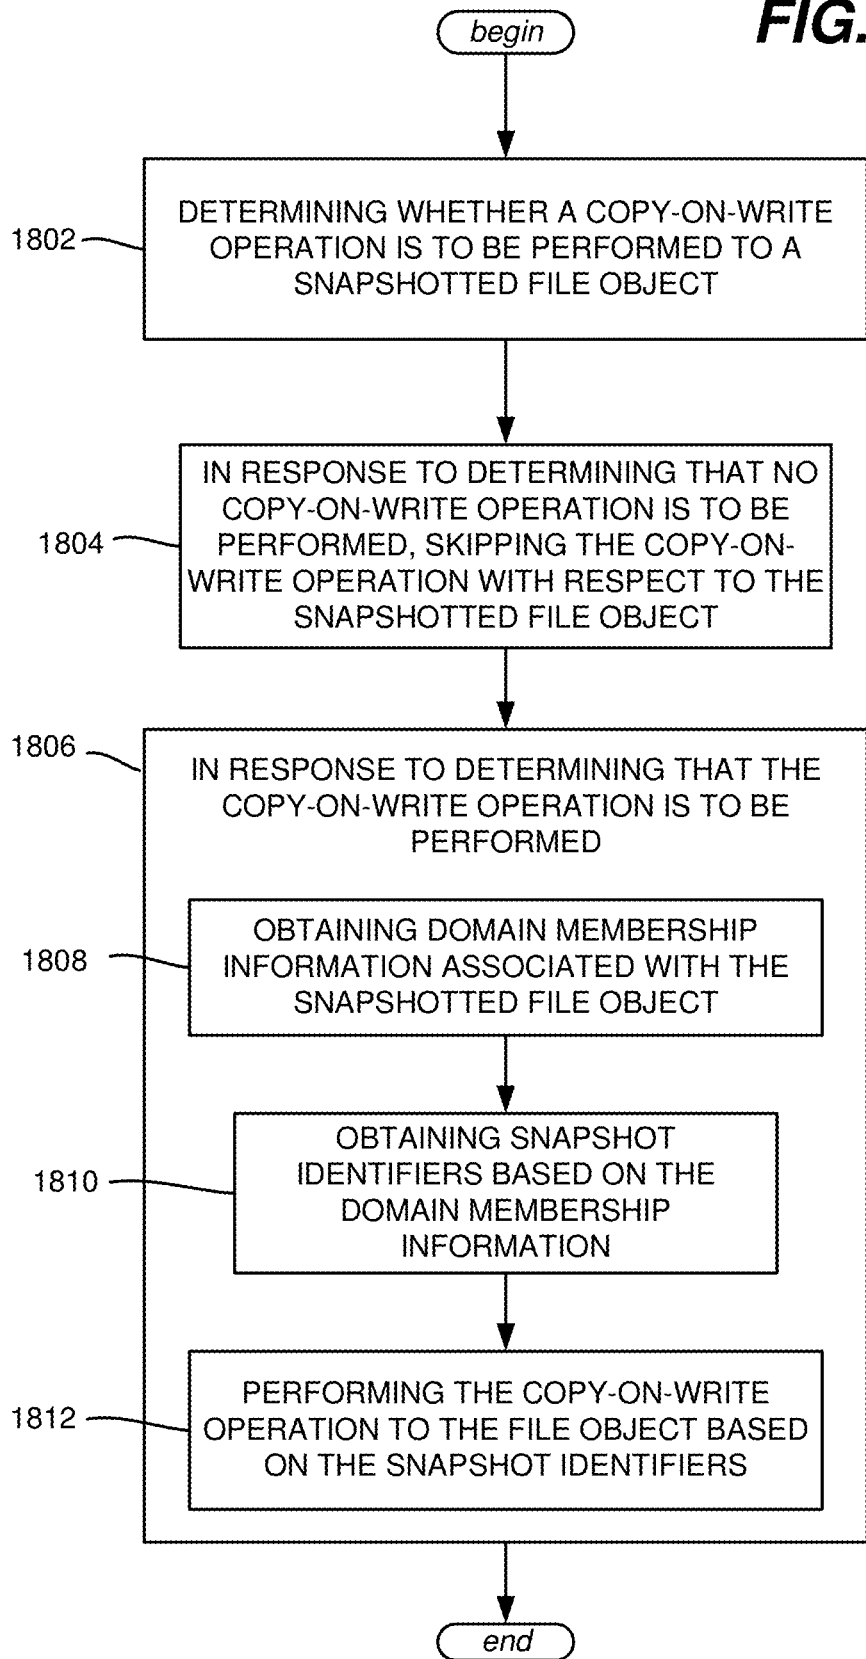 begin
FIG.
DETERMINING WHETHER A COPY-ON-WRITE
OPERATION IS TO BE PERFORMED TO A
SNAPSHOTTED FILE OBJECT
1802
IN RESPONSE TO DETERMINING THAT NO
COPY-ON-WRITE OPERATION IS TO BE
PERFORMED, SKIPPING THE COPY-ON-
WRITE OPERATION WITH RESPECT TO THE
SNAPSHOTTED FILE OBJECT
1804
1806
IN RESPONSE TO DETERMINING THAT THE
COPY-ON-WRITE OPERATION IS TO BE
PERFORMED
OBTAINING DOMAIN MEMBERSHIP
INFORMATION ASSOCIATED WITH THE
SNAPSHOTTED FILE OBJECT
1808
OBTAINING SNAPSHOT
IDENTIFIERS BASED ON THE
DOMAIN MEMBERSHIP
INFORMATION
1810
PERFORMING THE COPY-ON-WRITE
OPERATION TO THE FILE OBJECT BASED
ON THE SNAPSHOT IDENTIFIERS
1812
end